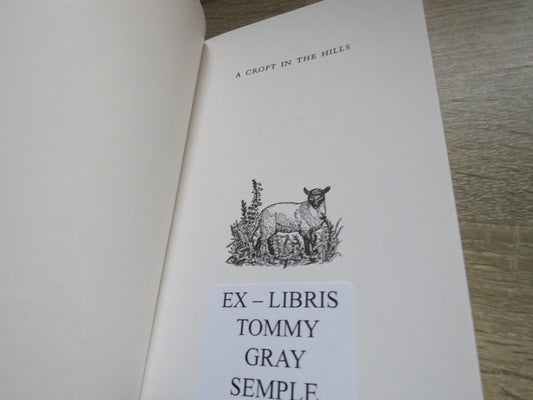 A CROFT IN THE HILLS
EX – LIBRIS
TOMMY
GRAY
SEMPLE